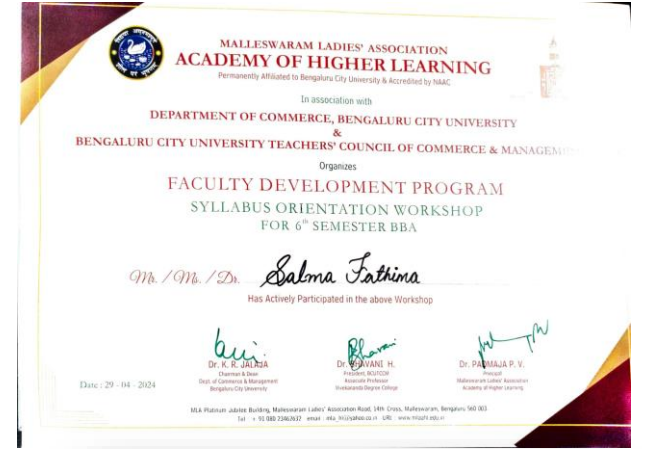 MALLESWARAM LADIES' ASSOCIATION
ACADEMY OF HIGHER LEARNING
Permanently Affiliated to Bengaluru City University & Accredited by NAAC
In association with
DEPARTMENT OF COMMERCE, BENGALURU CITY UNIVERSITY
&
BENGALURU CITY UNIVERSITY TEACHERS' COUNCIL OF COMMERCE & MANAGEM
Organizes
FACULTY DEVELOPMENT PROGRAM
SYLLABUS ORIENTATION WORKSHOP
FOR 6th SEMESTER BBA
Mr. / Ms. / Dr. Salma Fathima
Has Actively Participated in the above Workshop
Dr. K. R. JALAJA
Chairman & Dean
Dept. of Commerce & Management
Bengaluru City University
Dr. BHAVANI H.
President, BCUTCCM
Associate Professor
Vivekananda Degree College
Dr. PADMAJA P. V.
Principal
Malleswaram Ladies' Association
Academy of Higher Learning
Date : 29 - 04 - 2024
MLA Platinum Jubilee Building, Malleswaram Ladies' Association Road, 14th Cross, Malleswaram, Bengaluru 560 003